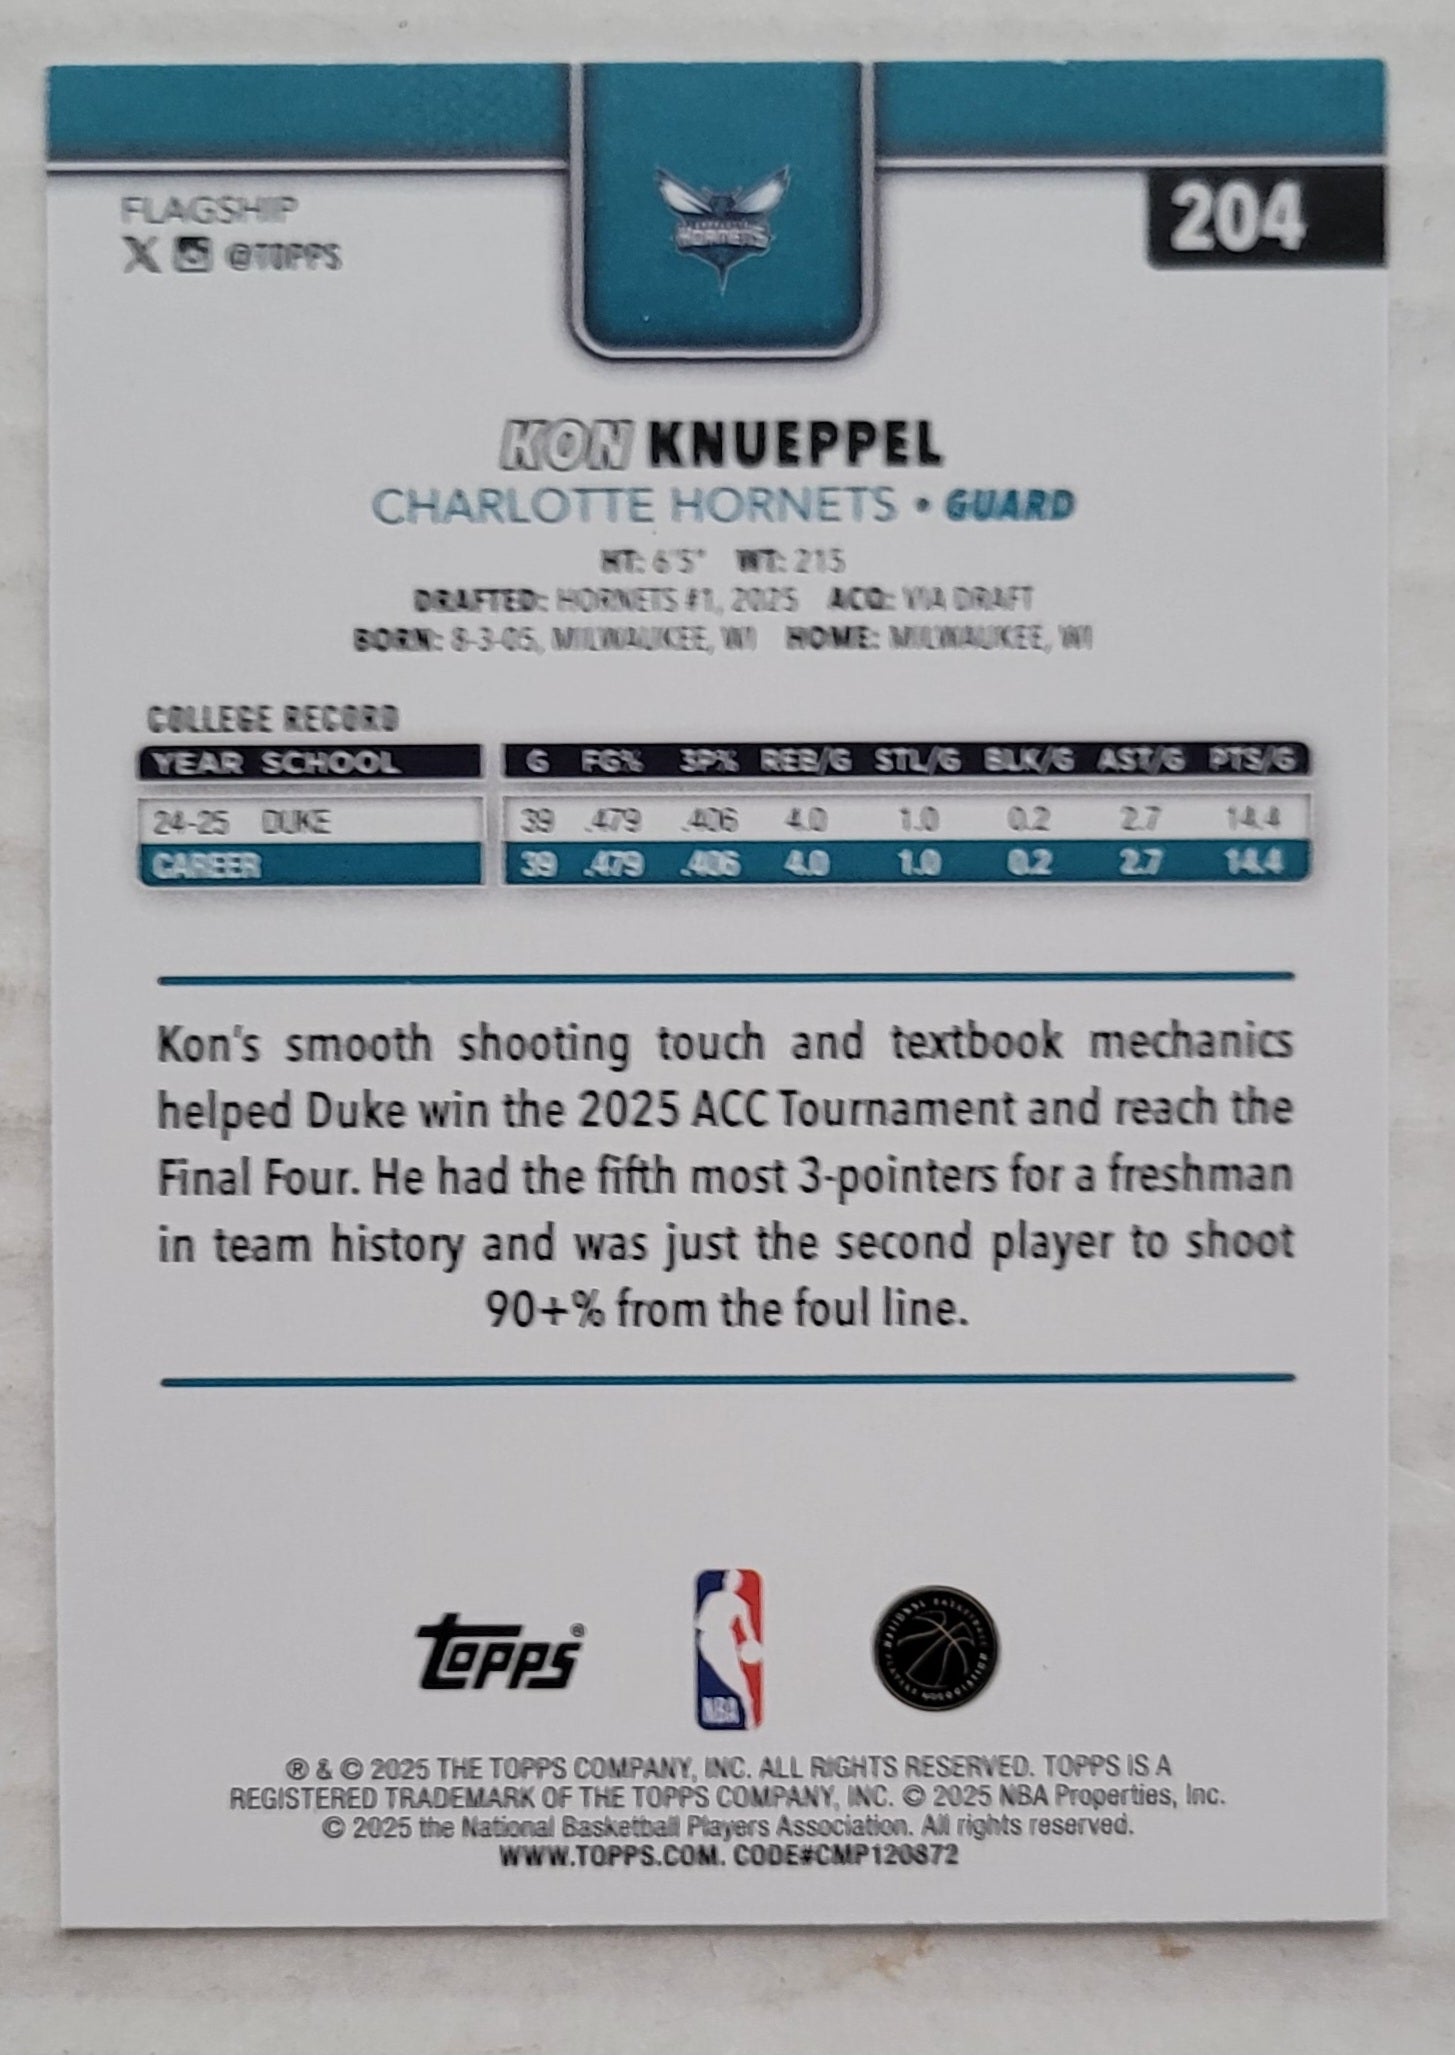 FLAGSHIP
X @TOPPS
HORNETS
204
KON KNUEPPEL
CHARLOTTE HORNETS • GUARD
HT: 6'5" WT: 215
DRAFTED: HORNETS #1, 2025 ACQ: VIA DRAFT
BORN: 8-3-05, MILWAUKEE, WI HOME: MILWAUKEE, WI
COLLEGE RECORD
YEAR SCHOOL G FG% 3P% REB/G STL/G BLK/G AST/G PTS/G
24-25 DUKE 39 .479 .406 4.0 1.0 0.2 2.7 14.4
CAREER 39 .479 .406 4.0 1.0 0.2 2.7 14.4
Kon's smooth shooting touch and textbook mechanics
helped Duke win the 2025 ACC Tournament and reach the
Final Four. He had the fifth most 3-pointers for a freshman
in team history and was just the second player to shoot
90+% from the foul line.
TOPPS®
NBA
NATIONAL BASKETBALL PLAYERS ASSOCIATION
® & © 2025 THE TOPPS COMPANY, INC. ALL RIGHTS RESERVED. TOPPS IS A
REGISTERED TRADEMARK OF THE TOPPS COMPANY, INC. © 2025 NBA Properties, Inc.
© 2025 the National Basketball Players Association. All rights reserved.
WWW.TOPPS.COM. CODE#CMP120872